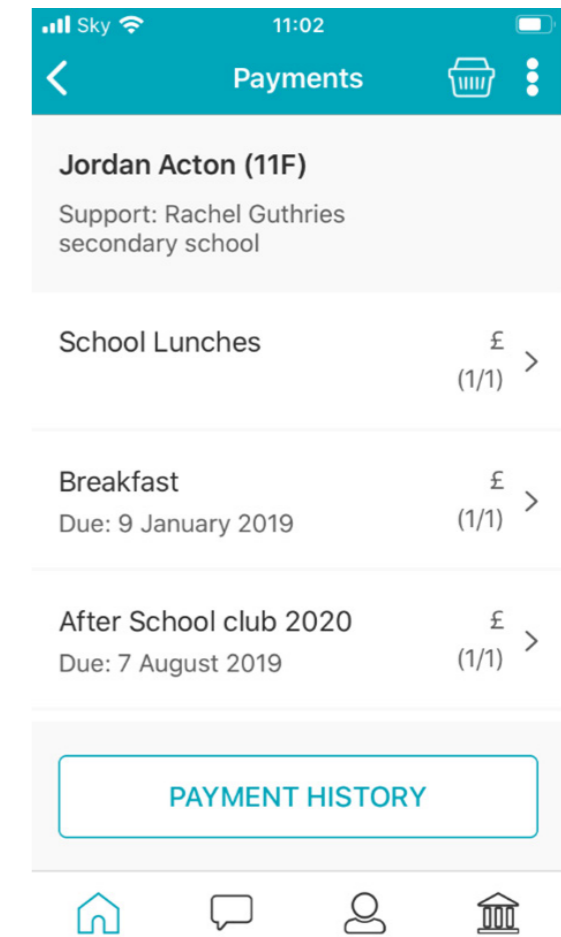 Sky 11:02
Payments
Jordan Acton (11F)
Support: Rachel Guthries
secondary school
School Lunches £
(1/1)
Breakfast £
Due: 9 January 2019 (1/1)
After School club 2020 £
Due: 7 August 2019 (1/1)
PAYMENT HISTORY